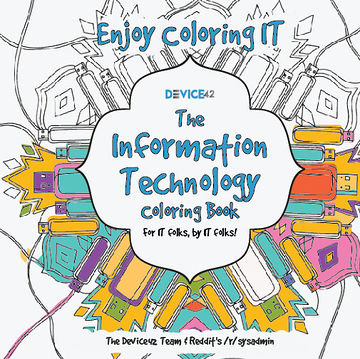 Enjoy Coloring IT
DEVICE42
The
Information
Technology
Coloring Book
for IT folks, by IT folks!
The Device42 Team & Reddit's /r/sysadmin